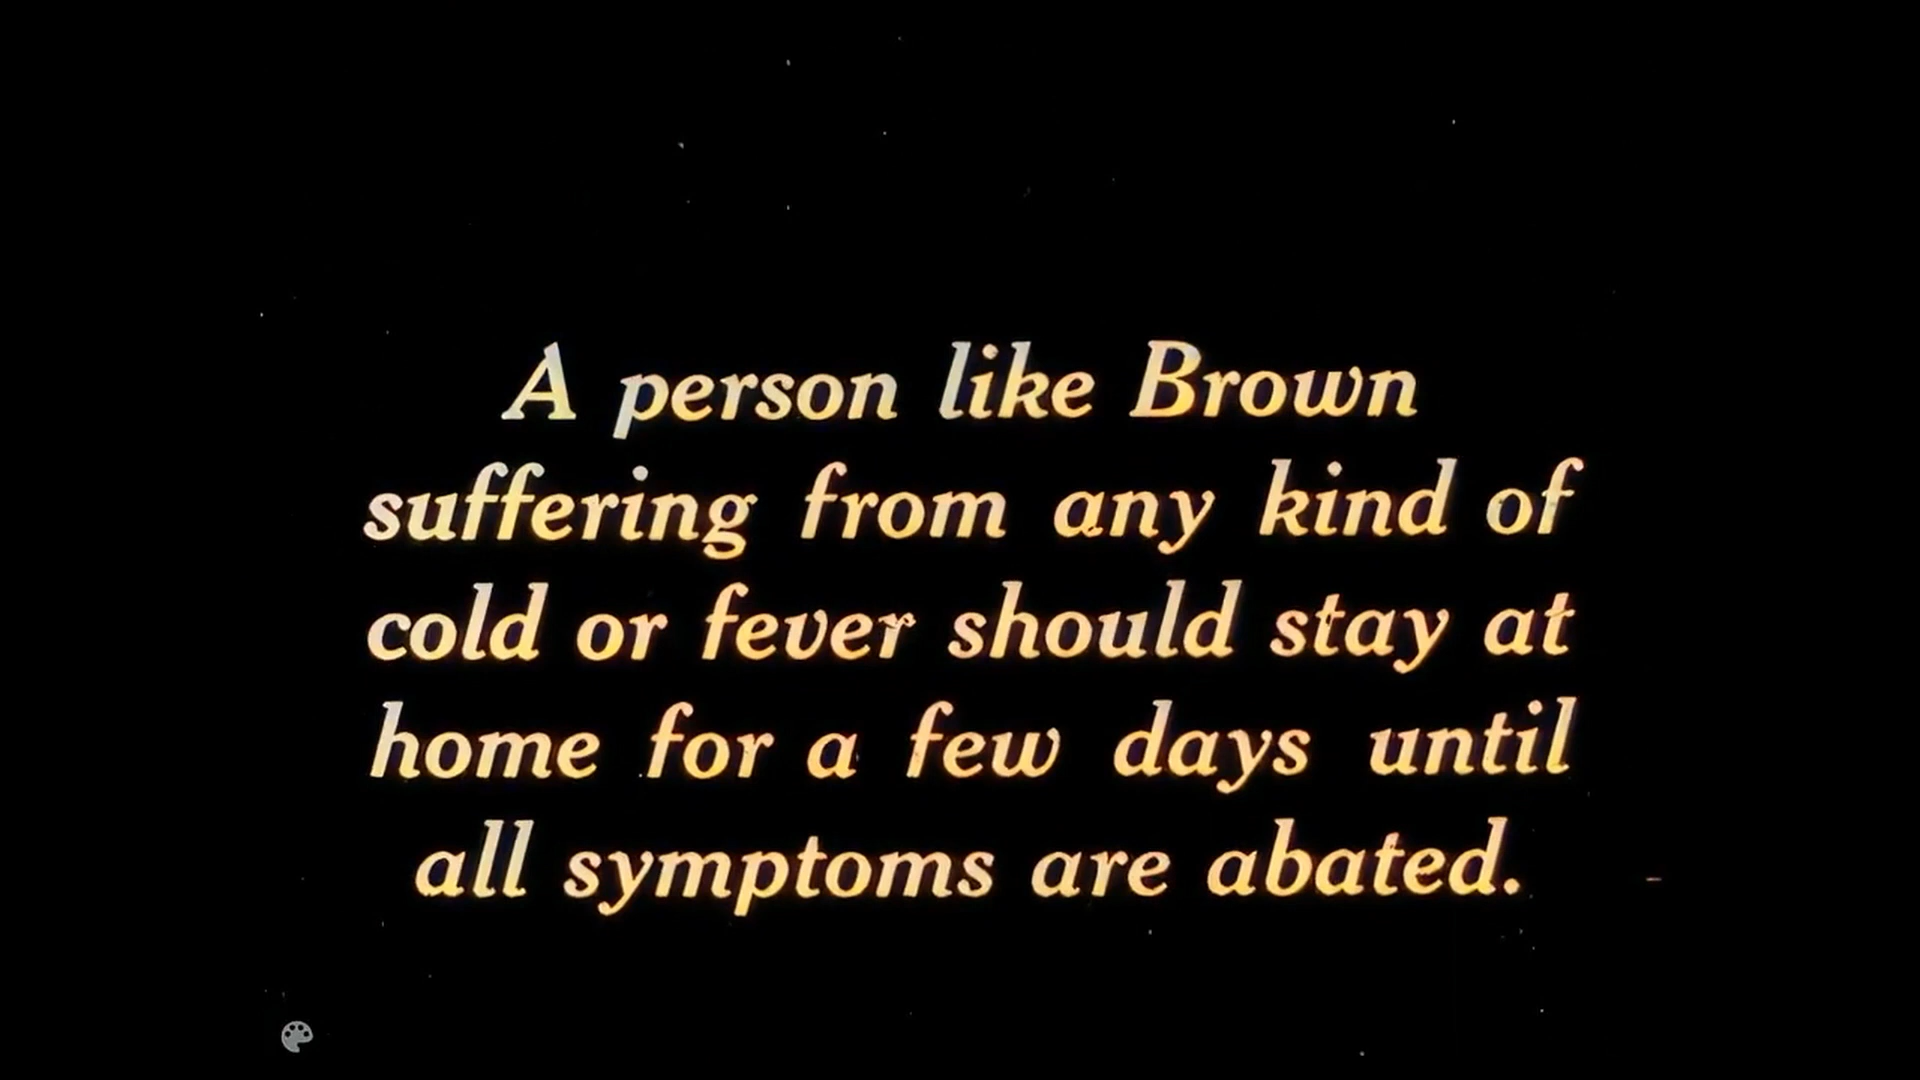 A person like Brown
suffering from any kind of
cold or fever should stay at
home for a few days until
all symptoms are abated.